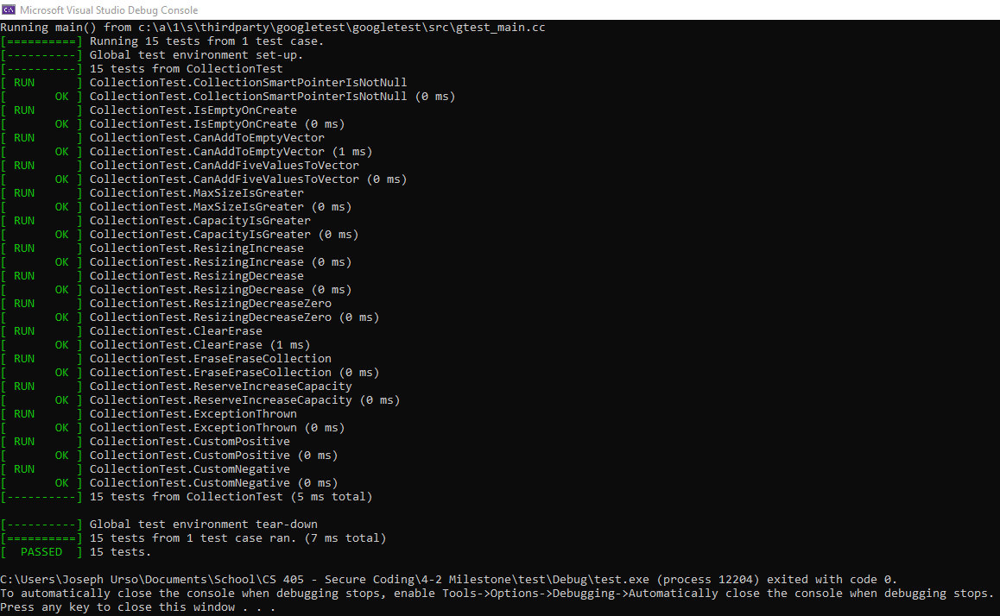 Microsoft Visual Studio Debug Console
Running main() from c:\a\1\s\thirdparty\googletest\googletest\src\gtest_main.cc
[==========] Running 15 tests from 1 test case.
[----------] Global test environment set-up.
[----------] 15 tests from CollectionTest
[ RUN      ] CollectionTest.CollectionSmartPointerIsNotNull
[       OK ] CollectionTest.CollectionSmartPointerIsNotNull (0 ms)
[ RUN      ] CollectionTest.IsEmptyOnCreate
[       OK ] CollectionTest.IsEmptyOnCreate (0 ms)
[ RUN      ] CollectionTest.CanAddToEmptyVector
[       OK ] CollectionTest.CanAddToEmptyVector (1 ms)
[ RUN      ] CollectionTest.CanAddFiveValuesToVector
[       OK ] CollectionTest.CanAddFiveValuesToVector (0 ms)
[ RUN      ] CollectionTest.MaxSizeIsGreater
[       OK ] CollectionTest.MaxSizeIsGreater (0 ms)
[ RUN      ] CollectionTest.CapacityIsGreater
[       OK ] CollectionTest.CapacityIsGreater (0 ms)
[ RUN      ] CollectionTest.ResizingIncrease
[       OK ] CollectionTest.ResizingIncrease (0 ms)
[ RUN      ] CollectionTest.ResizingDecrease
[       OK ] CollectionTest.ResizingDecrease (0 ms)
[ RUN      ] CollectionTest.ResizingDecreaseZero
[       OK ] CollectionTest.ResizingDecreaseZero (0 ms)
[ RUN      ] CollectionTest.ClearErase
[       OK ] CollectionTest.ClearErase (1 ms)
[ RUN      ] CollectionTest.EraseEraseCollection
[       OK ] CollectionTest.EraseEraseCollection (0 ms)
[ RUN      ] CollectionTest.ReserveIncreaseCapacity
[       OK ] CollectionTest.ReserveIncreaseCapacity (0 ms)
[ RUN      ] CollectionTest.ExceptionThrown
[       OK ] CollectionTest.ExceptionThrown (0 ms)
[ RUN      ] CollectionTest.CustomPositive
[       OK ] CollectionTest.CustomPositive (0 ms)
[ RUN      ] CollectionTest.CustomNegative
[       OK ] CollectionTest.CustomNegative (0 ms)
[----------] 15 tests from CollectionTest (5 ms total)
[----------] Global test environment tear-down
[==========] 15 tests from 1 test case ran. (7 ms total)
[  PASSED  ] 15 tests.
C:\Users\Joseph Urso\Documents\School\CS 405 - Secure Coding\4-2 Milestone\test\Debug\test.exe (process 12204) exited with code 0.
To automatically close the console when debugging stops, enable Tools->Options->Debugging->Automatically close the console when debugging stops.
Press any key to close this window . . .